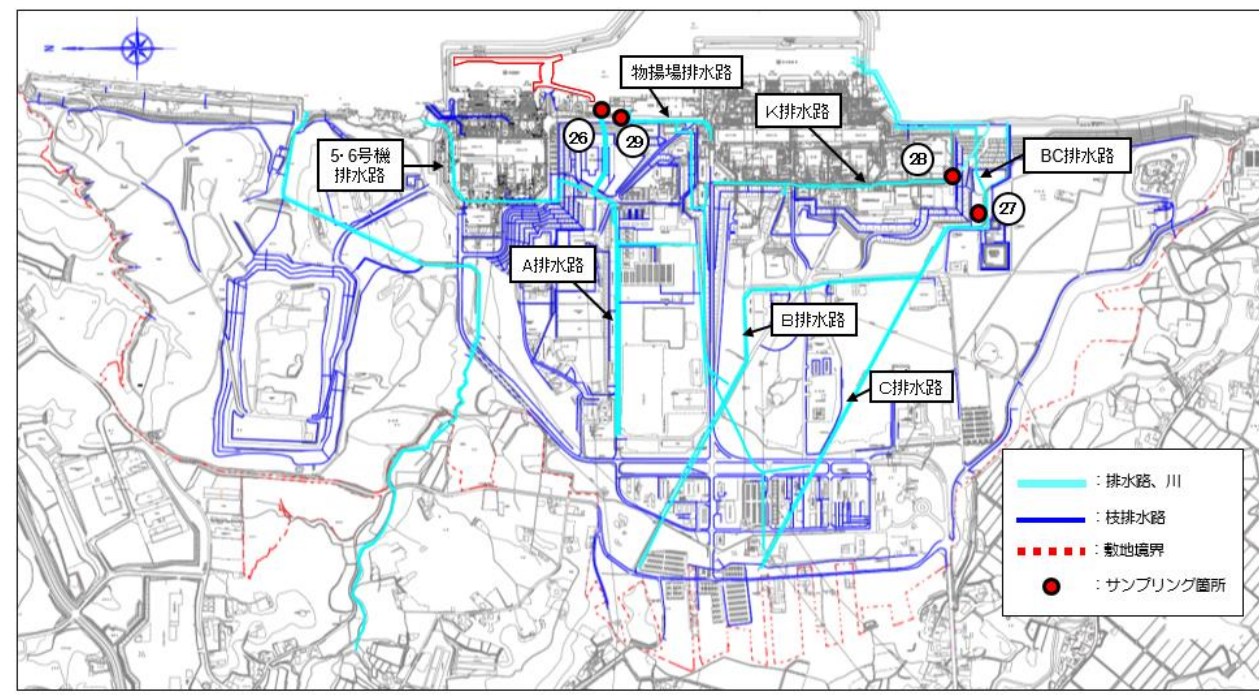 N
物揚場排水路
K排水路
26
29
28
5・6号機
排水路
BC排水路
27
A排水路
B排水路
C排水路
：排水路、川
：枝排水路
：敷地境界
：サンプリング箇所